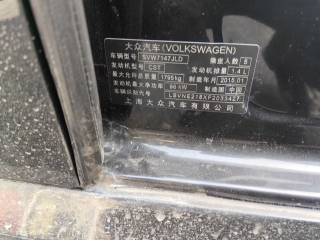 大众汽车(VOLKSWAGEN)
车辆型号 SVW7147JLD 乘坐人数 5
发动机型号 CST 发动机排量 1.4 L
最大允许总质量 1795kg 制造年月 2015.01
发动机最大净功率 96 kW 制造国 中国
车辆识别代号
上海大众汽车有限公司